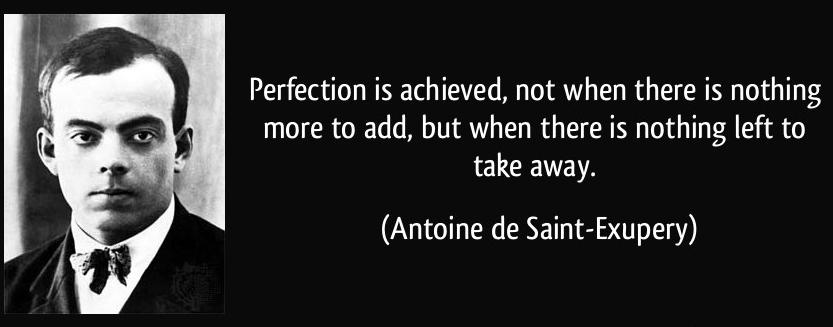 Perfection is achieved, not when there is nothing
more to add, but when there is nothing left to
take away.
(Antoine de Saint-Exupery)